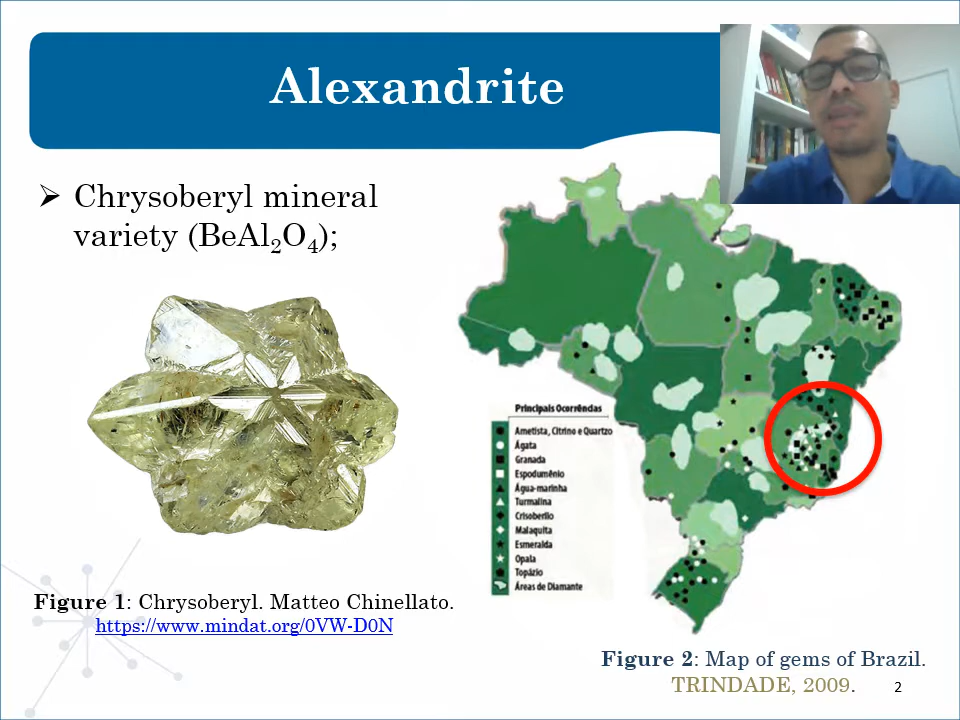 Alexandrite
➢ Chrysoberyl mineral
variety (BeAl₂O₄);
Principais Ocorrências
Ametista, Citrino e Quartzo
Ágata
Granada
Espodumênio
Água-marinha
Turmalina
Crisoberilo
Malaquita
Esmeralda
Opala
Topázio
Áreas de Diamante
Figure 1: Chrysoberyl. Matteo Chinellato.
https://www.mindat.org/0VW-D0N
Figure 2: Map of gems of Brazil.
TRINDADE, 2009.
2